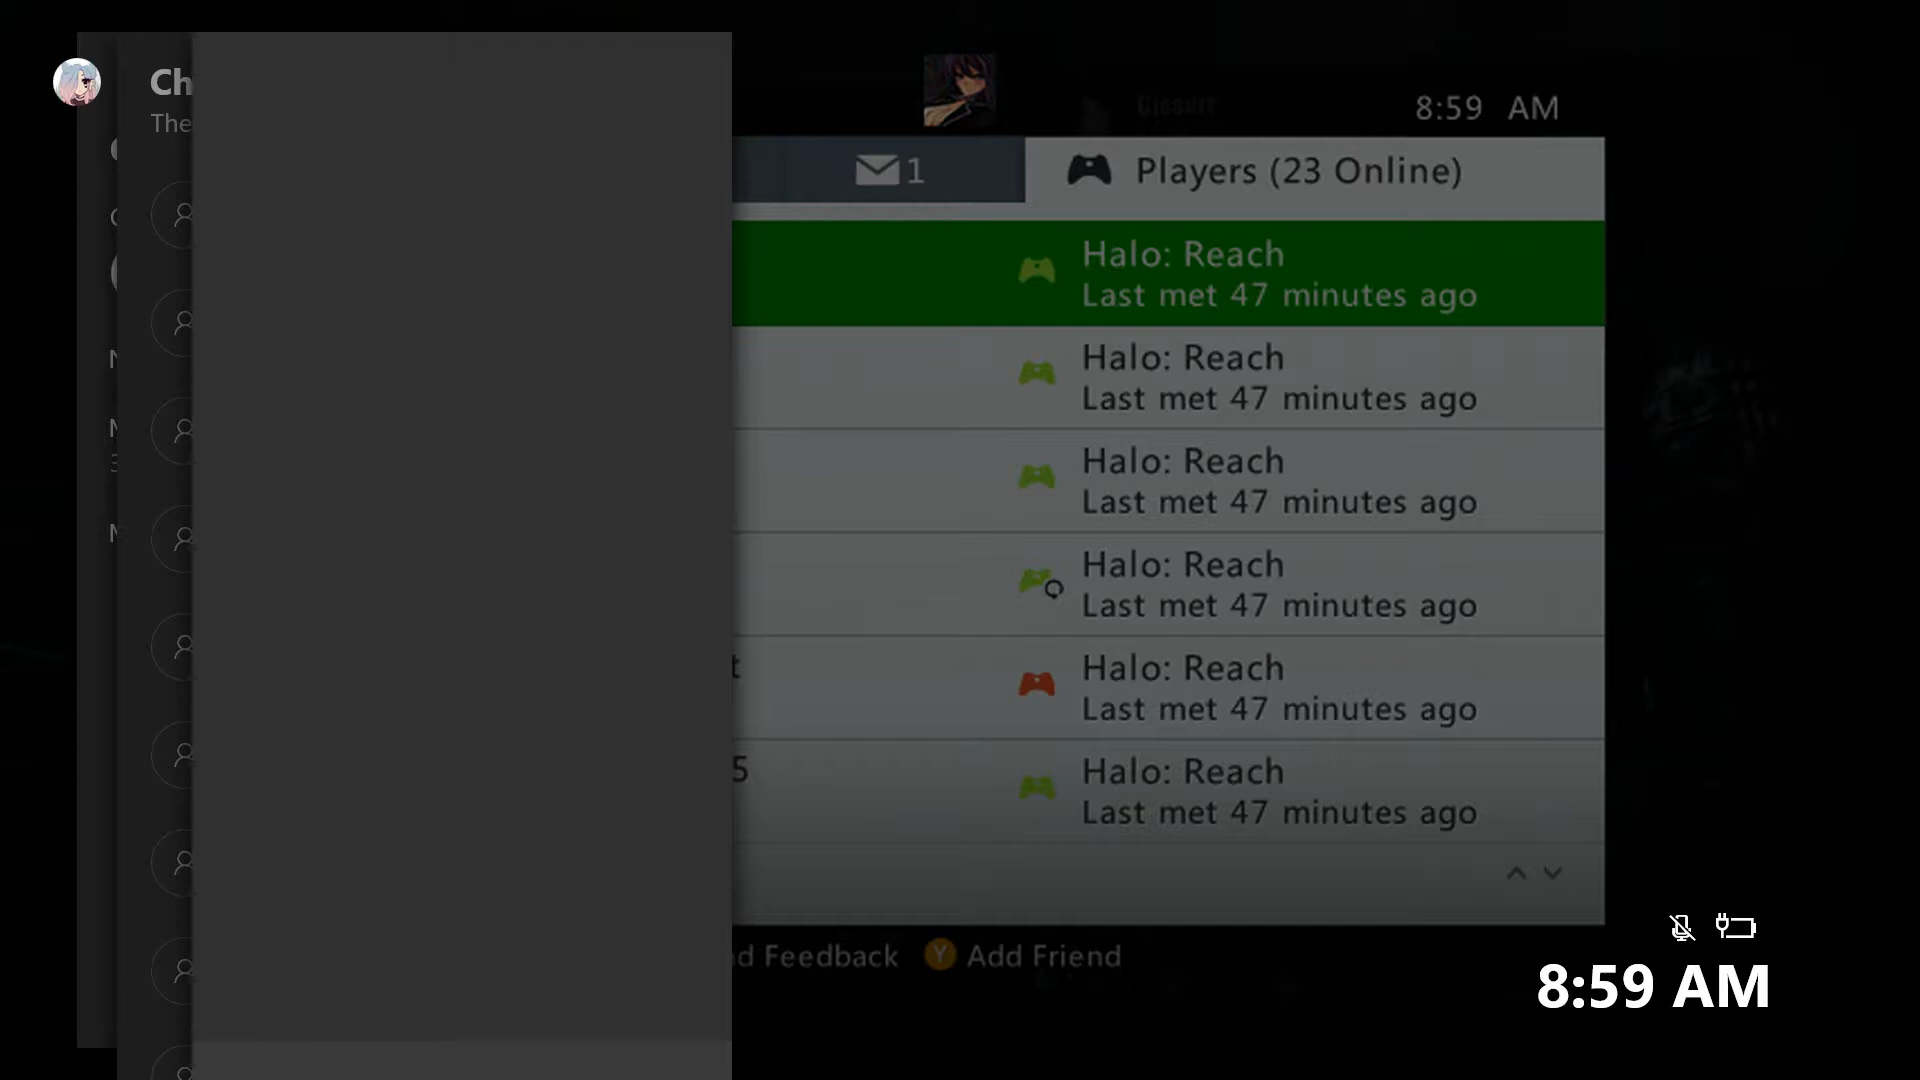 Ch
The
8:59 AM
1
Players (23 Online)
Halo: Reach
Last met 47 minutes ago
Halo: Reach
Last met 47 minutes ago
Halo: Reach
Last met 47 minutes ago
Halo: Reach
Last met 47 minutes ago
t
Halo: Reach
Last met 47 minutes ago
5
Halo: Reach
Last met 47 minutes ago
d Feedback
Y Add Friend
8:59 AM